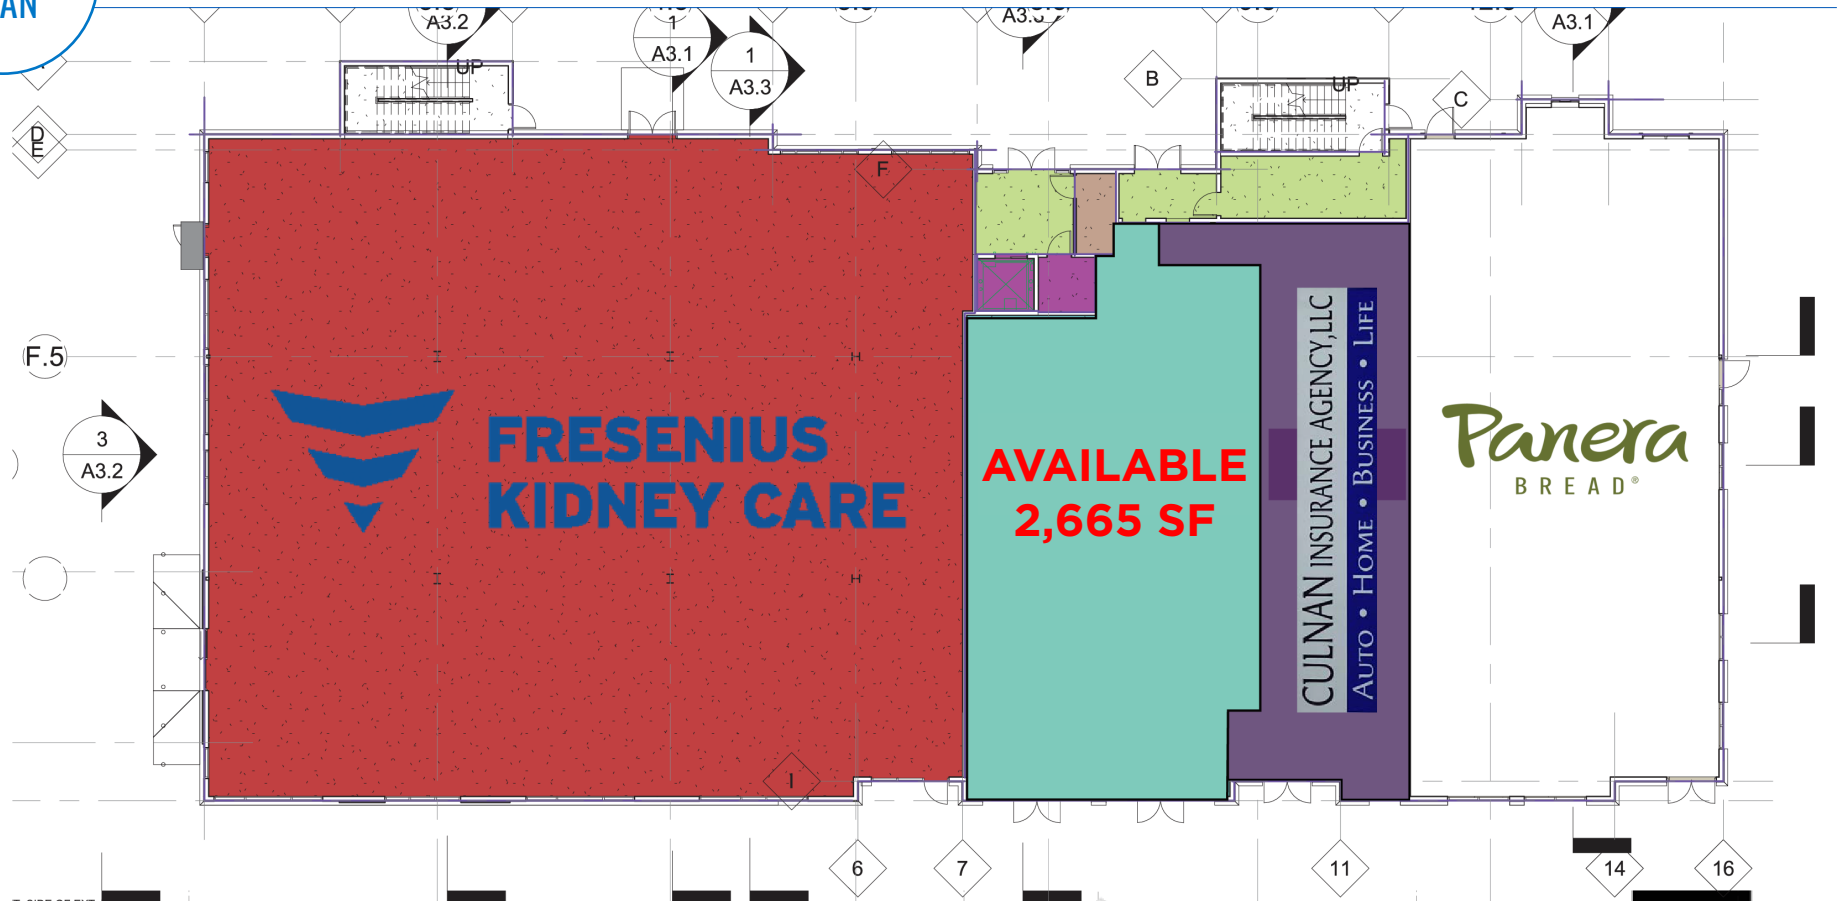 AN
A3.2
1
A3.1
1
A3.3
A3.1
UP
UP
B
C
D
E
F
F.5
3
A3.2
FRESENIUS
KIDNEY CARE
AVAILABLE
2,665 SF
CULNAN INSURANCE AGENCY,LLC
AUTO • HOME • BUSINESS • LIFE
Panera
BREAD®
I
6
7
11
14
16